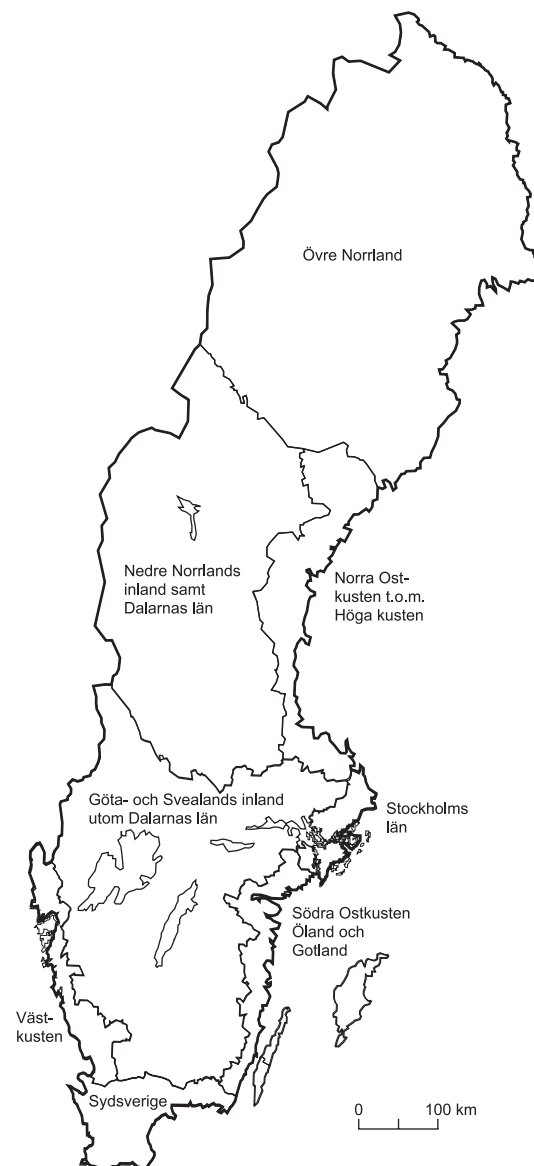 Övre Norrland
Nedre Norrlands
inland samt
Dalarnas län
Norra Ost-
kusten t.o.m.
Höga kusten
Göta- och Svealands inland
utom Dalarnas län
Stockholms
län
Södra Ostkusten
Öland och
Gotland
Väst-
kusten
Sydsverige
0 100 km